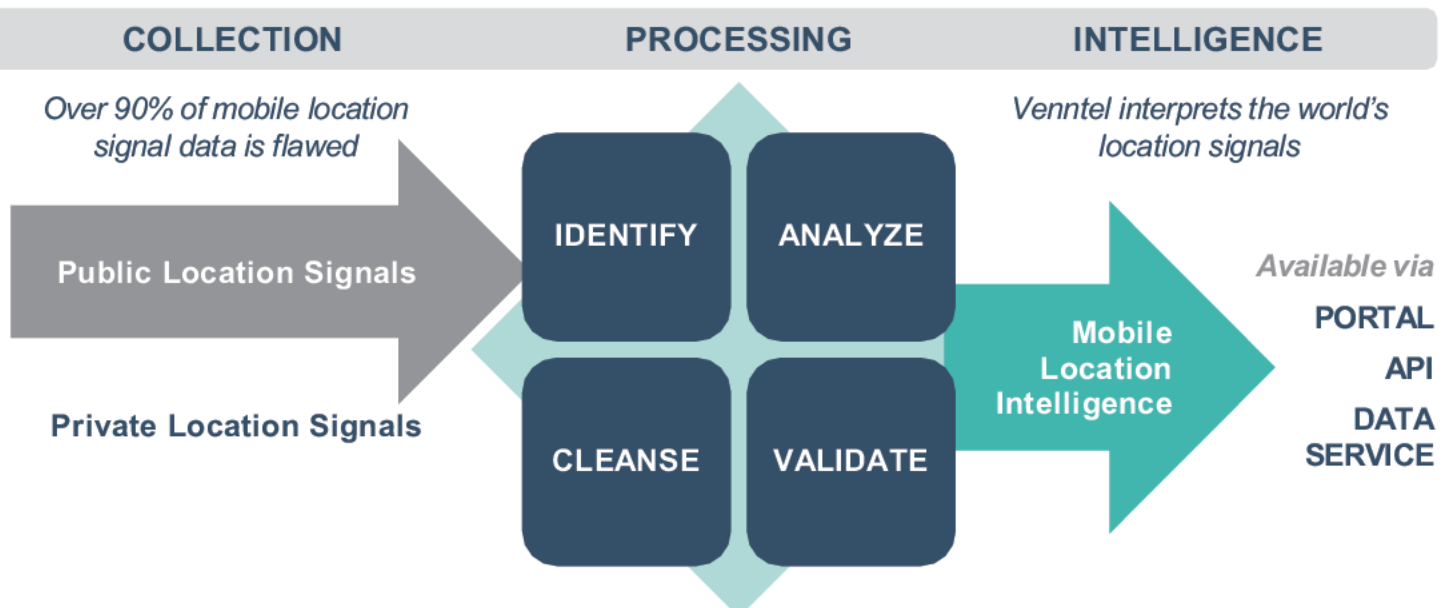 COLLECTION
PROCESSING
INTELLIGENCE
Over 90% of mobile location
signal data is flawed
Public Location Signals
Private Location Signals
IDENTIFY
ANALYZE
CLEANSE
VALIDATE
Venntel interprets the world’s
location signals
Mobile
Location
Intelligence
Available via
PORTAL
API
DATA
SERVICE